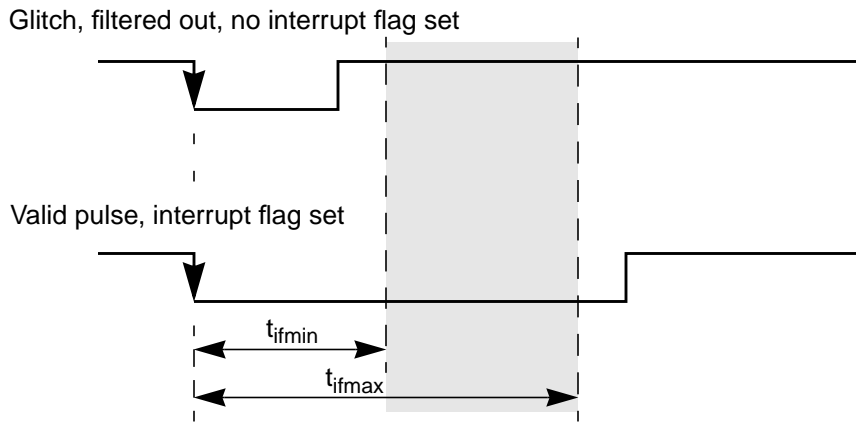 Glitch, filtered out, no interrupt flag set
Valid pulse, interrupt flag set
tifmin
tifmax